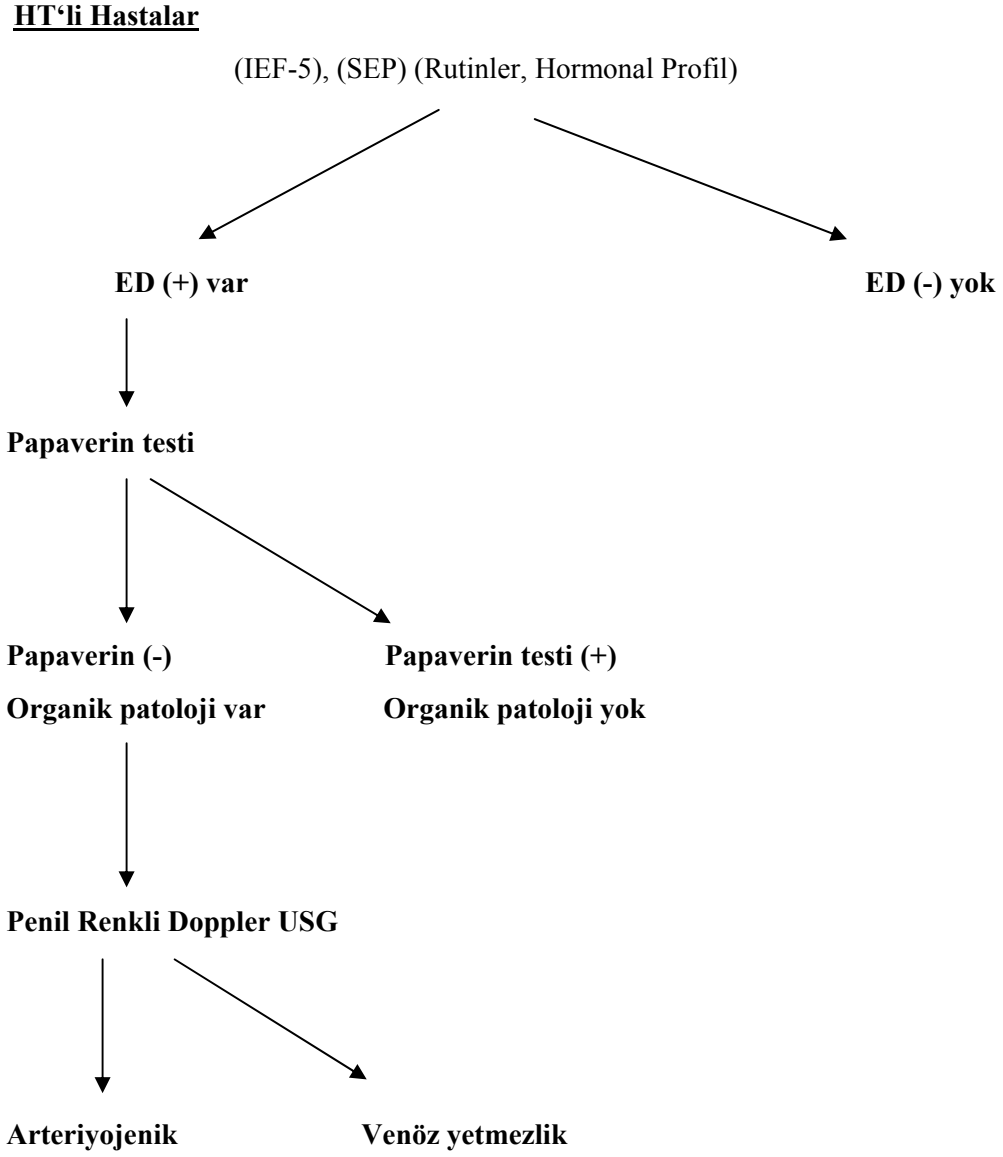 HT‘li Hastalar
(IEF-5), (SEP) (Rutinler, Hormonal Profil)
ED (+) var ED (-) yok
Papaverin testi
Papaverin (-) Papaverin testi (+)
Organik patoloji var Organik patoloji yok
Penil Renkli Doppler USG
Arteriyojenik Venöz yetmezlik